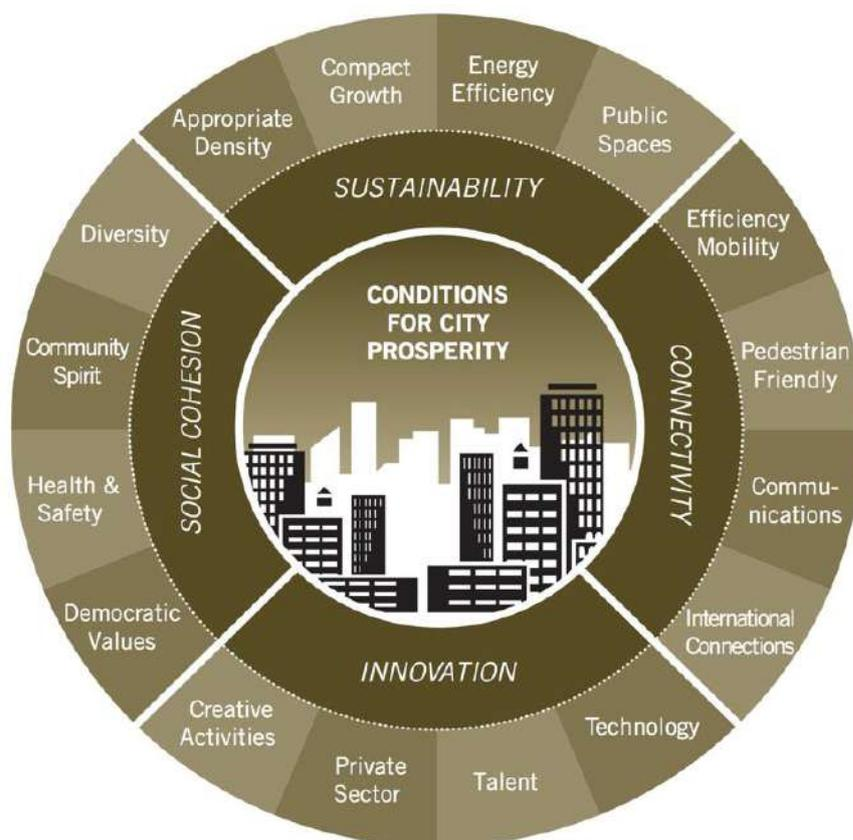 CONDITIONS
FOR CITY
PROSPERITY
SUSTAINABILITY
Appropriate
Density
Compact
Growth
Energy
Efficiency
Public
Spaces
CONNECTIVITY
Efficiency
Mobility
Pedestrian
Friendly
Commu-
nications
International
Connections
INNOVATION
Technology
Talent
Private
Sector
Creative
Activities
SOCIAL COHESION
Democratic
Values
Health &
Safety
Community
Spirit
Diversity